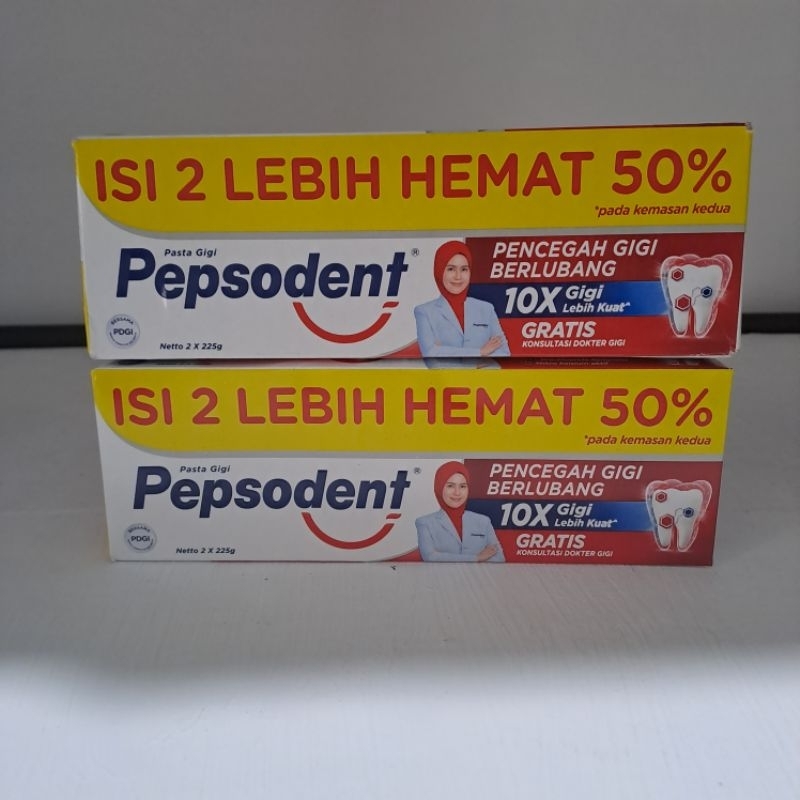 ISI 2 LEBIH HEMAT 50%
*pada kemasan kedua
Pasta Gigi
Pepsodent®
BERSAMA
PDGI
Netto 2 X 225g
PENCEGAH GIGI
BERLUBANG
10X Gigi
Lebih Kuat^
GRATIS
KONSULTASI DOKTER GIGI
ISI 2 LEBIH HEMAT 50%
*pada kemasan kedua
Pasta Gigi
Pepsodent®
BERSAMA
PDGI
Netto 2 X 225g
PENCEGAH GIGI
BERLUBANG
10X Gigi
Lebih Kuat^
GRATIS
KONSULTASI DOKTER GIGI